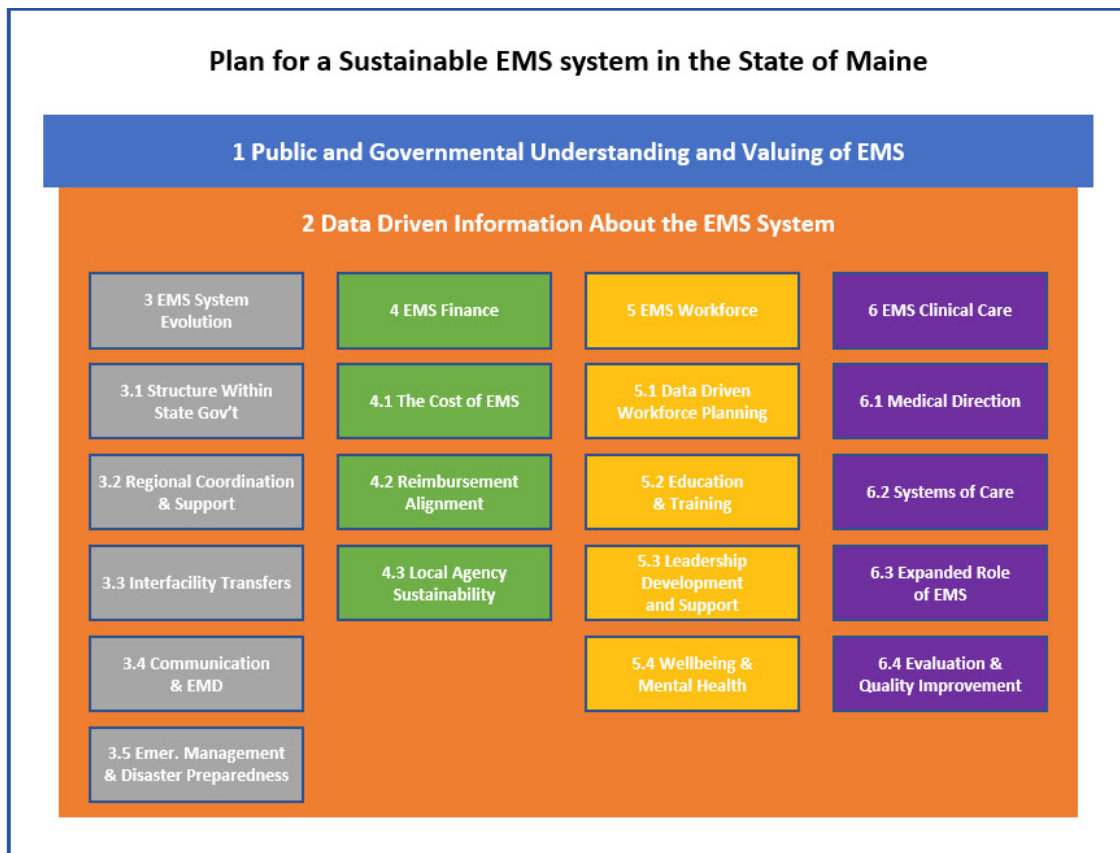 Plan for a Sustainable EMS system in the State of Maine
1 Public and Governmental Understanding and Valuing of EMS
2 Data Driven Information About the EMS System
3 EMS System
Evolution
3.1 Structure Within
State Gov't
3.2 Regional Coordination
& Support
3.3 Interfacility Transfers
3.4 Communication
& EMD
3.5 Emer. Management
& Disaster Preparedness
4 EMS Finance
4.1 The Cost of EMS
4.2 Reimbursement
Alignment
4.3 Local Agency
Sustainability
5 EMS Workforce
5.1 Data Driven
Workforce Planning
5.2 Education
& Training
5.3 Leadership
Development
and Support
5.4 Wellbeing &
Mental Health
6 EMS Clinical Care
6.1 Medical Direction
6.2 Systems of Care
6.3 Expanded Role
of EMS
6.4 Evaluation &
Quality Improvement